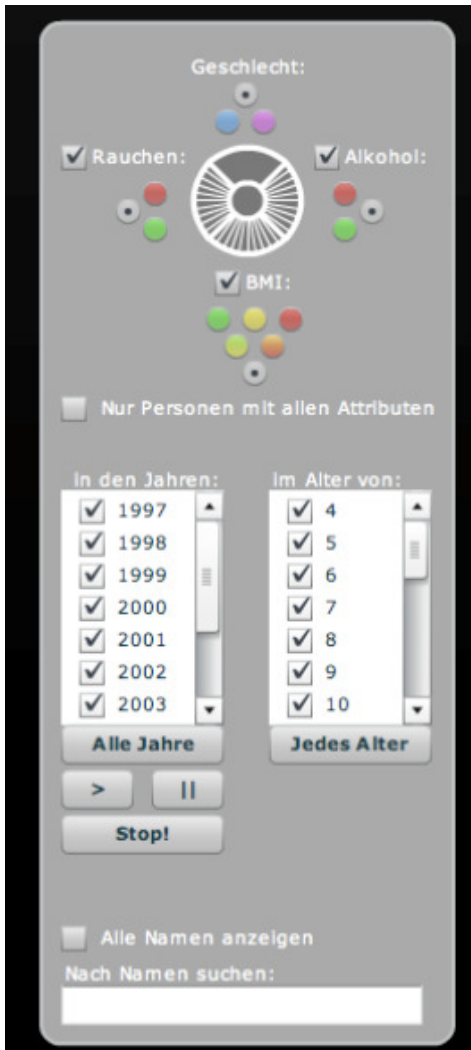 Geschlecht:
Rauchen: Alkohol:
BMI:
Nur Personen mit allen Attributen
in den Jahren: im Alter von:
1997 4
1998 5
1999 6
2000 7
2001 8
2002 9
2003 10
Alle Jahre Jedes Alter
> ||
Stop!
Alle Namen anzeigen
Nach Namen suchen: